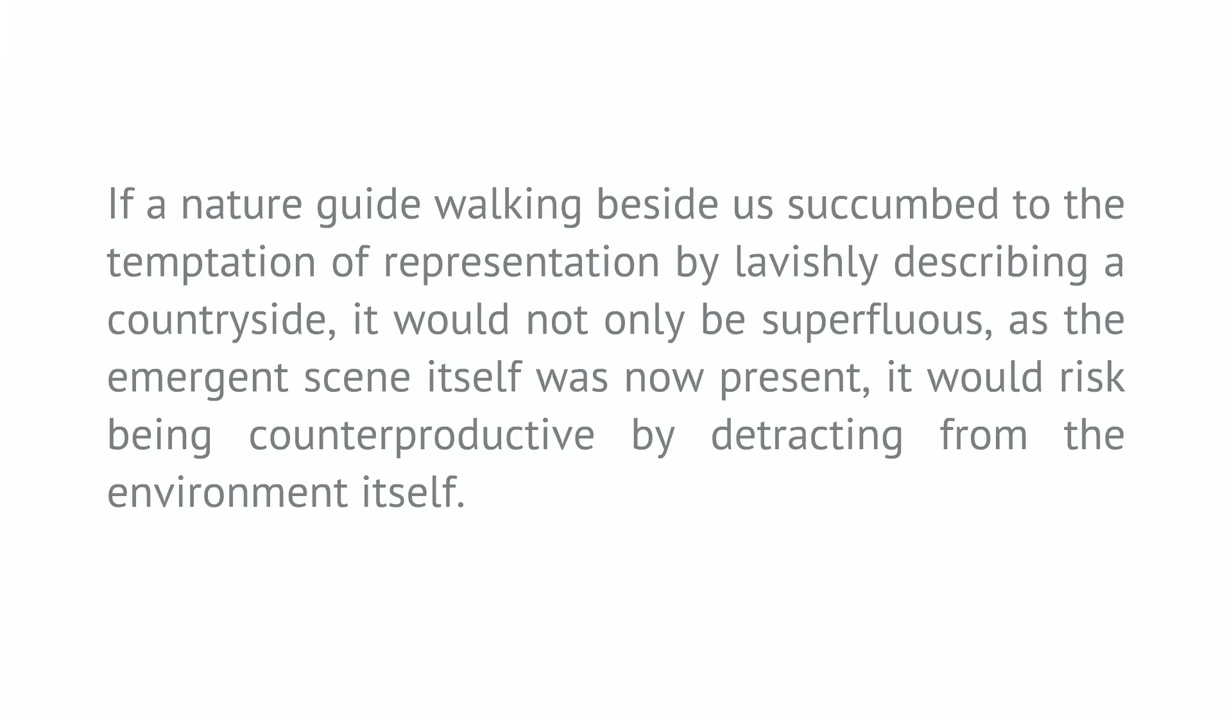 If a nature guide walking beside us succumbed to the
temptation of representation by lavishly describing a
countryside, it would not only be superfluous, as the
emergent scene itself was now present, it would risk
being counterproductive by detracting from the
environment itself.